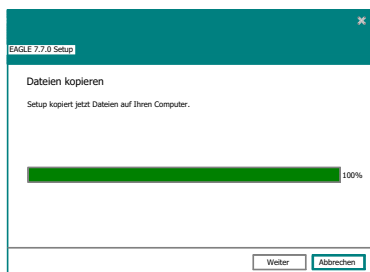 EAGLE 7.7.0 Setup
Dateien kopieren
Setup kopiert jetzt Dateien auf Ihren Computer.
100%
Weiter Abbrechen